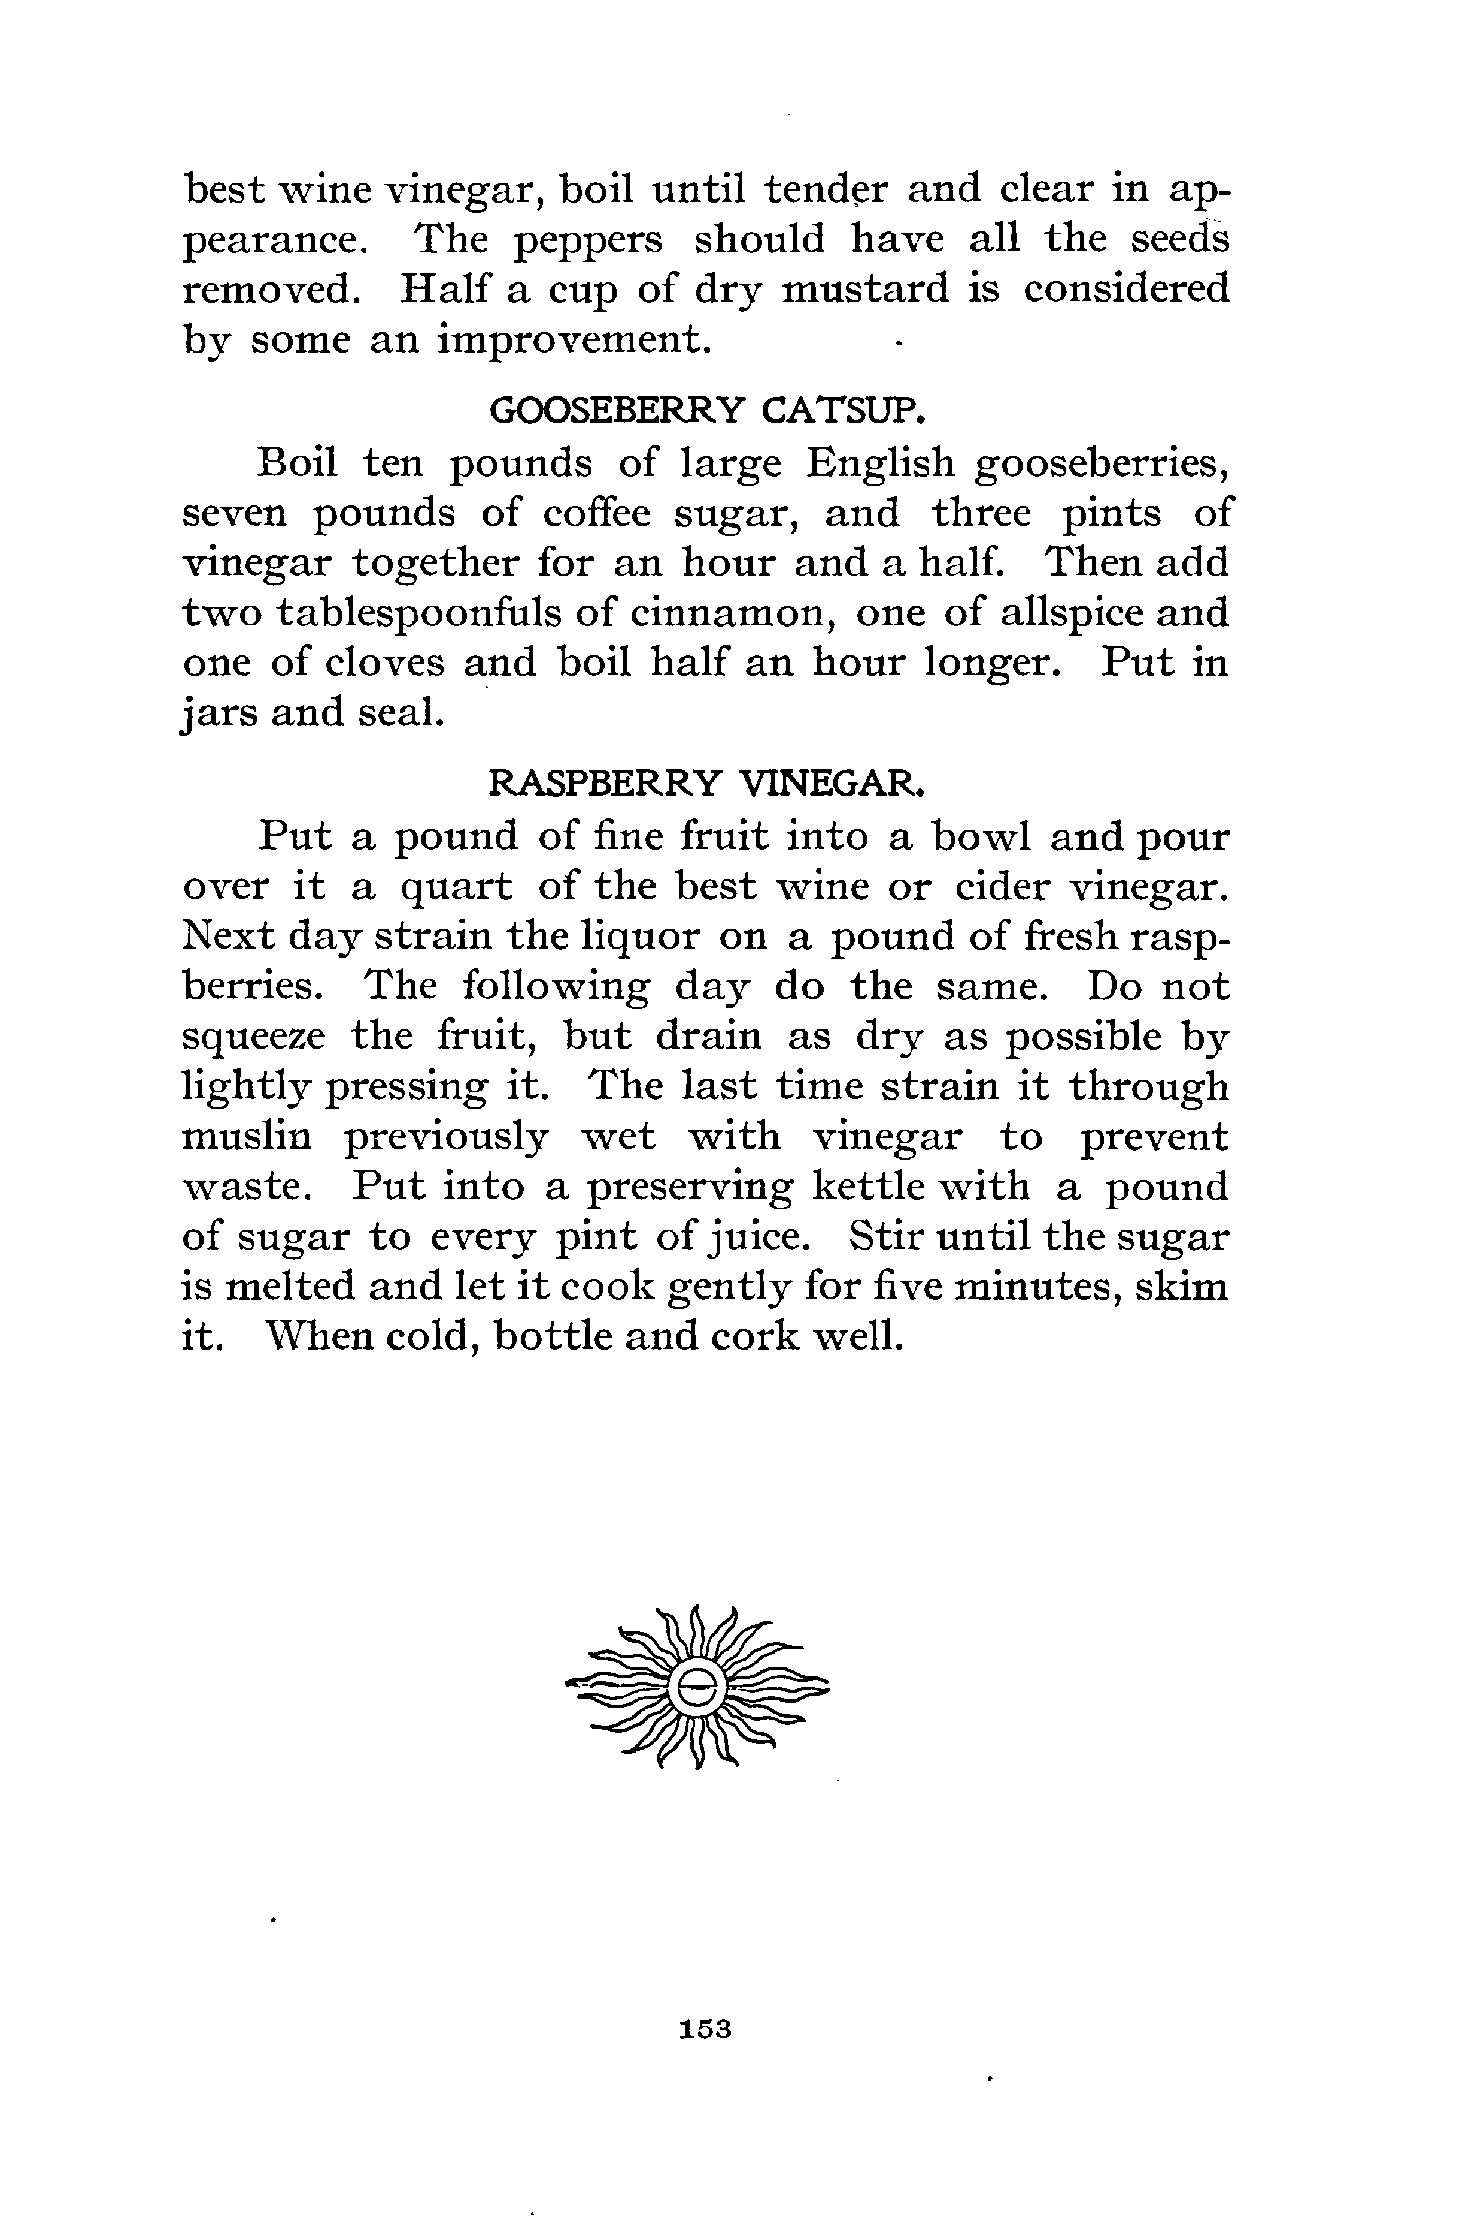 best wine vinegar, boil until tender and clear in ap-
pearance. The peppers should have all the seeds
removed. Half a cup of dry mustard is considered
by some an improvement.
GOOSEBERRY CATSUP.
Boil ten pounds of large English gooseberries,
seven pounds of coffee sugar, and three pints of
vinegar together for an hour and a half. Then add
two tablespoonfuls of cinnamon, one of allspice and
one of cloves and boil half an hour longer. Put in
jars and seal.
RASPBERRY VINEGAR.
Put a pound of fine fruit into a bowl and pour
over it a quart of the best wine or cider vinegar.
Next day strain the liquor on a pound of fresh rasp-
berries. The following day do the same. Do not
squeeze the fruit, but drain as dry as possible by
lightly pressing it. The last time strain it through
muslin previously wet with vinegar to prevent
waste. Put into a preserving kettle with a pound
of sugar to every pint of juice. Stir until the sugar
is melted and let it cook gently for five minutes, skim
it. When cold, bottle and cork well.
153